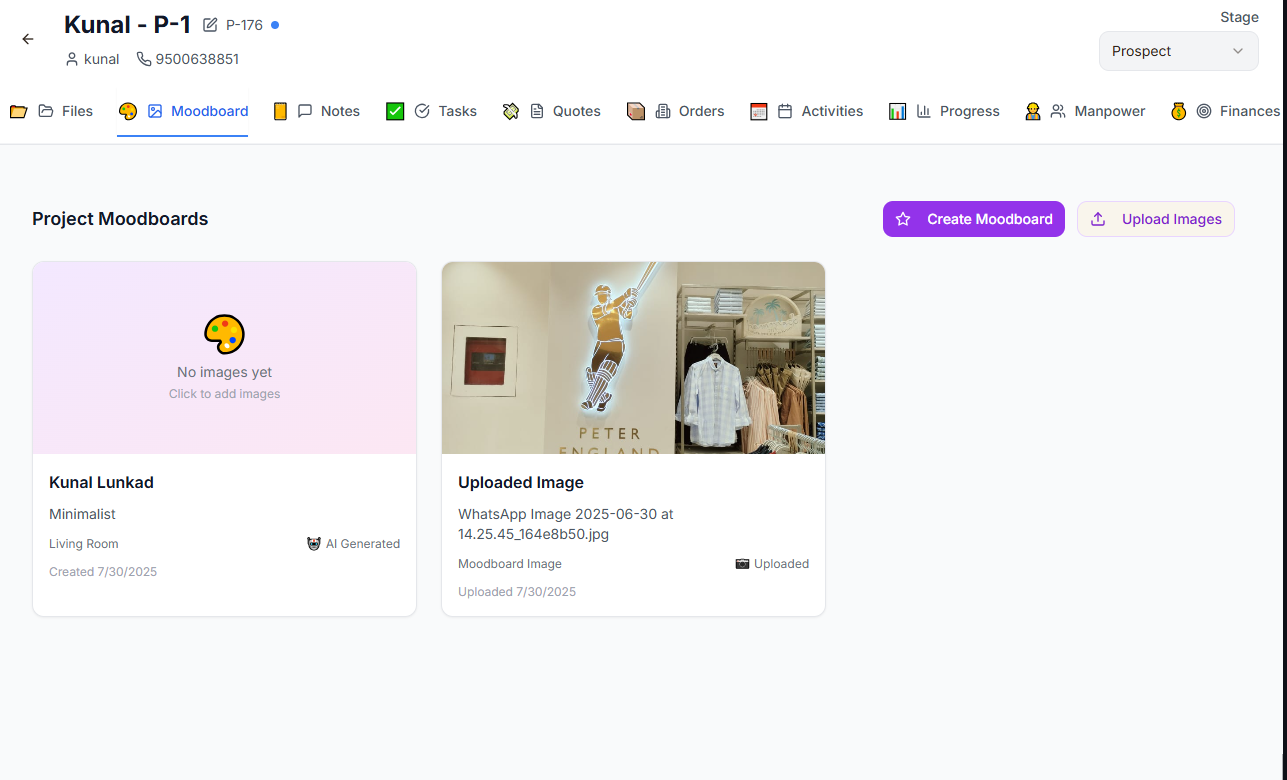 Kunal - P-1 P-176
Stage
kunal 9500638851
Prospect
Files Moodboard Notes Tasks Quotes Orders Activities Progress Manpower Finances
Project Moodboards
Create Moodboard Upload Images
No images yet
Click to add images
PETER
ENGLAND
Kunal Lunkad
Minimalist
Living Room AI Generated
Created 7/30/2025
Uploaded Image
WhatsApp Image 2025-06-30 at
14.25.45_164e8b50.jpg
Moodboard Image Uploaded
Uploaded 7/30/2025